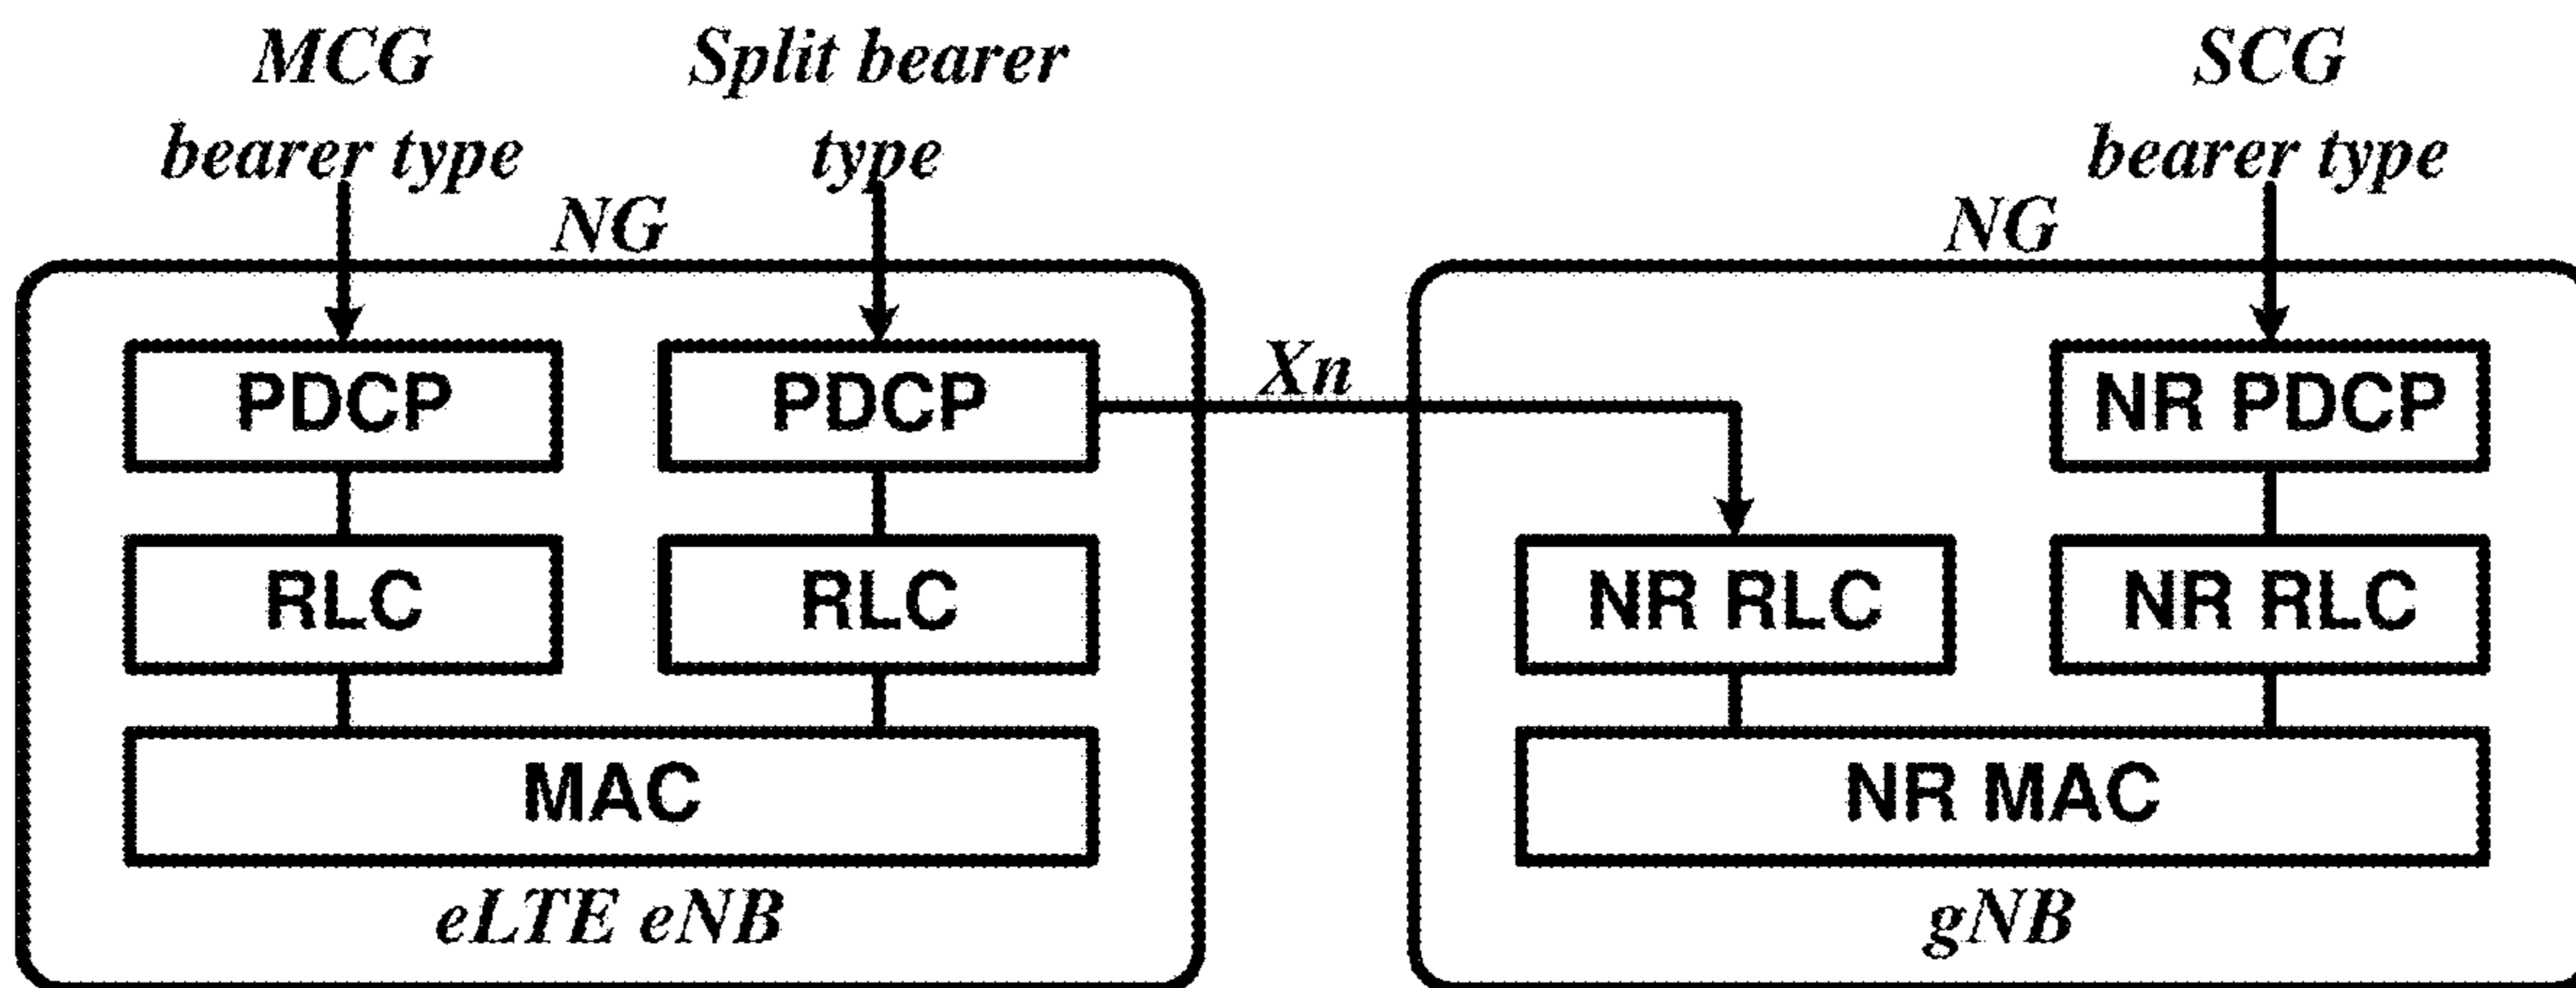 MCG
bearer type
Split bearer
type
SCG
bearer type
NG
NG
Xn
PDCP
PDCP
NR PDCP
RLC
RLC
NR RLC
NR RLC
MAC
NR MAC
eLTE eNB
gNB